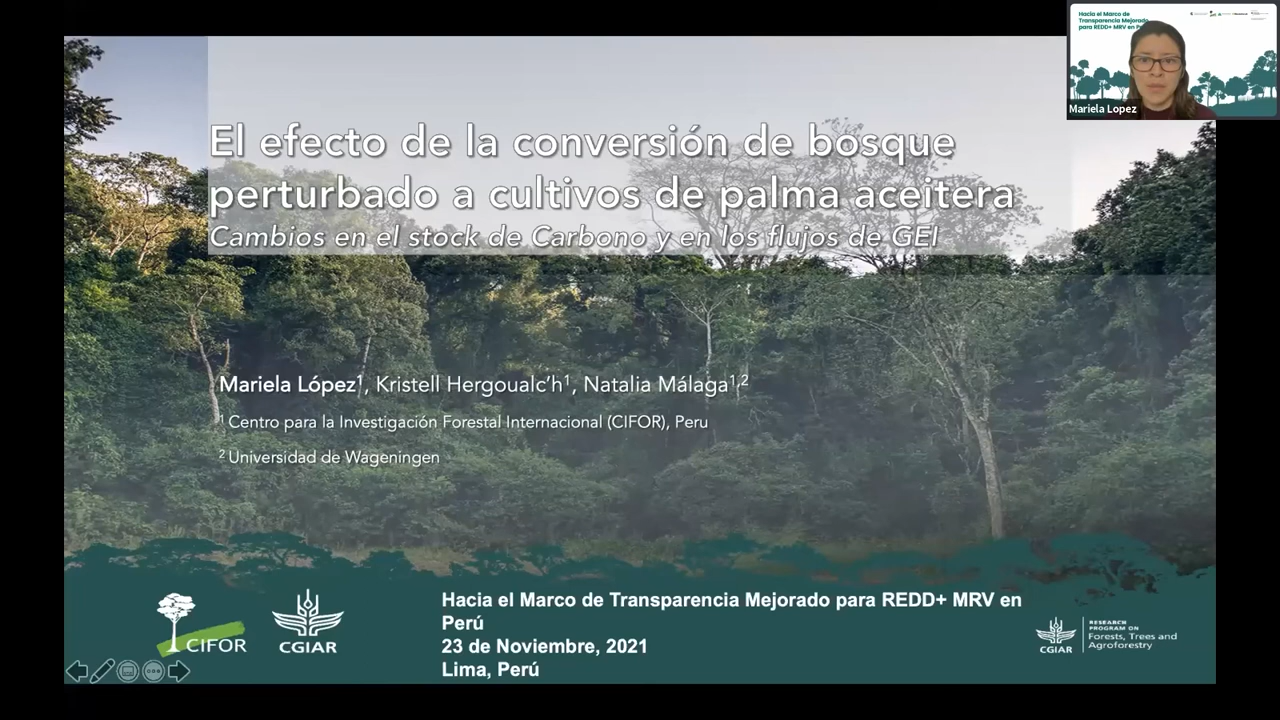 Hacia el Marco de
Transparencia Mejorado
para REDD+ MRV en
Mariela Lopez
El efecto de la conversión de bosque
perturbado a cultivos de palma aceitera
Cambios en el stock de Carbono y en los flujos de GEI
Mariela López¹, Kristell Hergoualc’h¹, Natalia Málaga¹,²
¹ Centro para la Investigación Forestal Internacional (CIFOR), Peru
² Universidad de Wageningen
CIFOR
CGIAR
Hacia el Marco de Transparencia Mejorado para REDD+ MRV en
Perú
23 de Noviembre, 2021
Lima, Perú
CGIAR
RESEARCH
PROGRAM ON
Forests, Trees and
Agroforestry